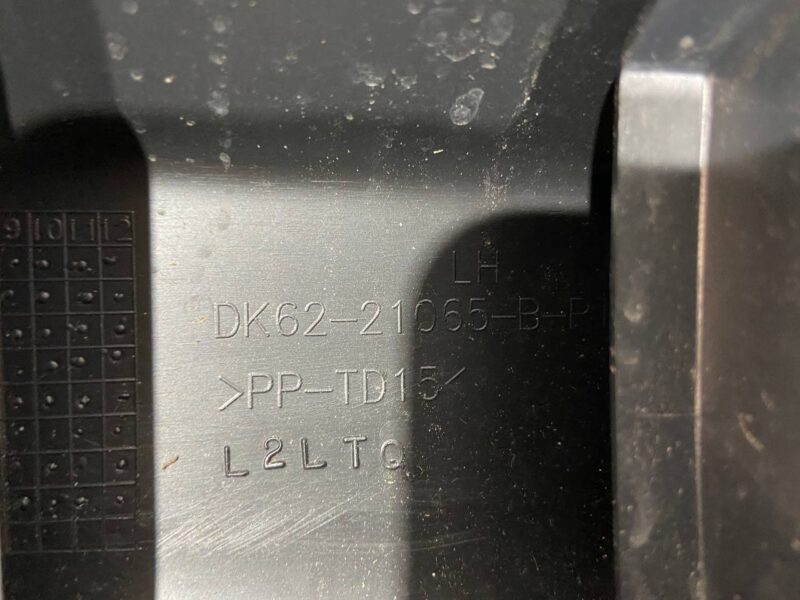 9 10 11 12
LH
DK62-21065-B-P
>PP-TD15<
L2LTQ